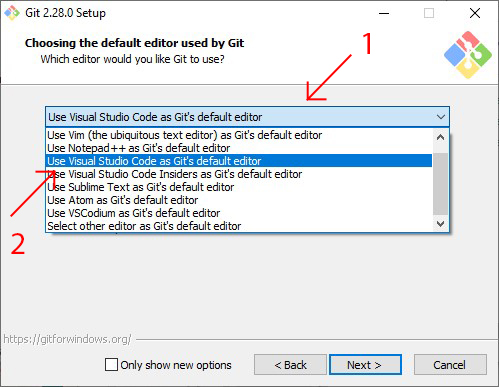 Git 2.28.0 Setup
Choosing the default editor used by Git
Which editor would you like Git to use?
1
Use Visual Studio Code as Git's default editor
Use Vim (the ubiquitous text editor) as Git's default editor
Use Notepad++ as Git's default editor
Use Visual Studio Code as Git's default editor
Use Visual Studio Code Insiders as Git's default editor
Use Sublime Text as Git's default editor
Use Atom as Git's default editor
Use VSCodium as Git's default editor
Select other editor as Git's default editor
2
https://gitforwindows.org/
Only show new options
< Back
Next >
Cancel